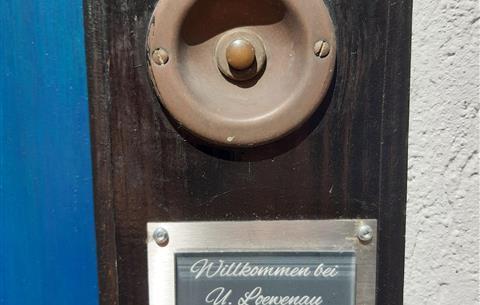 Willkommen bei
U. Loewenau